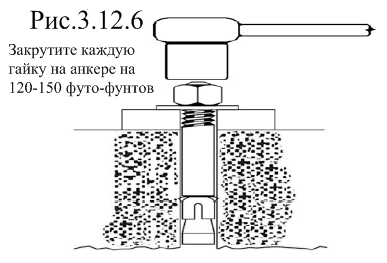 Рис.3.12.6
Закрутите каждую
гайку на анкере на
120-150 футо-фунтов